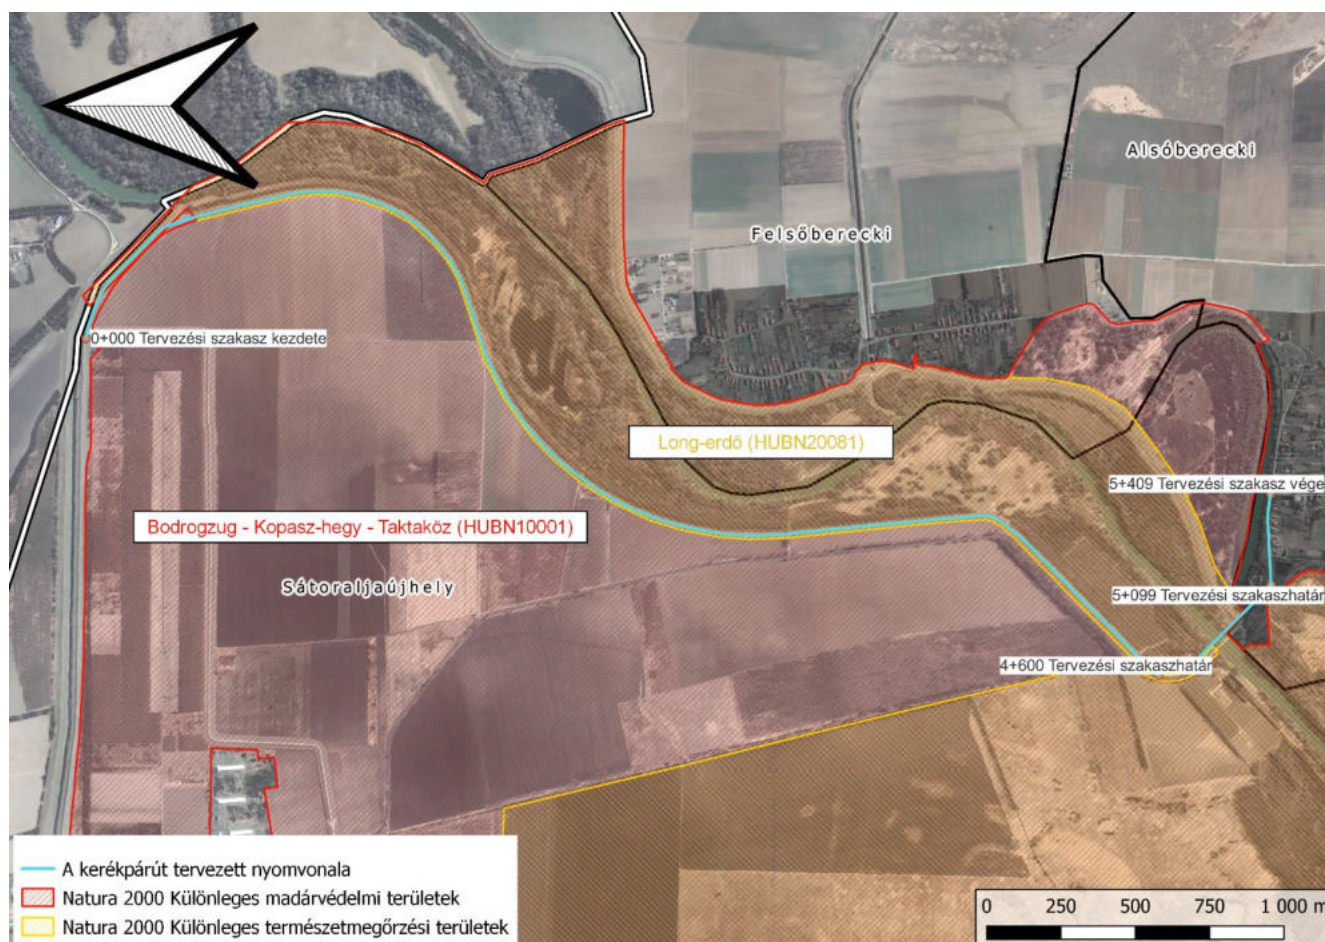 Alsóberecki
Felsőberecki
0+000 Tervezési szakasz kezdete
Long-erdő (HUBN20081)
5+409 Tervezési szakasz vége
Bodrogzug - Kopasz-hegy - Taktaköz (HUBN10001)
Sátoraljaújhely
5+099 Tervezési szakaszhatár
4+600 Tervezési szakaszhatár
A kerékpárút tervezett nyomvonala
Natura 2000 Különleges madárvédelmi területek
Natura 2000 Különleges természetmegőrzési területek
0 250 500 750 1 000 m